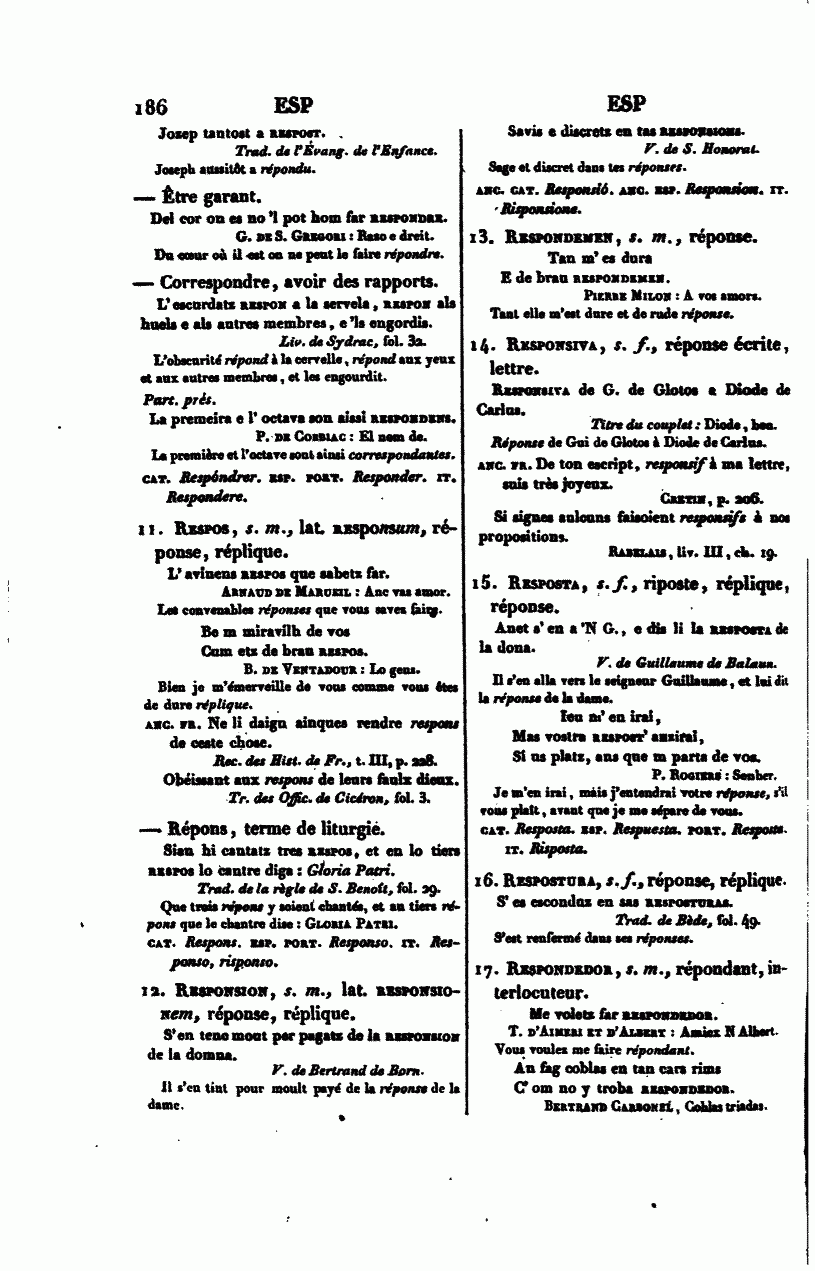 186 ESP
Jozep tantost a RESPOST.
Trad. de l'Évang. de l'Enfance.
Joseph aussitôt a répondu.
— Être garant.
Del cor on es no 'l pot hom far RESPONDRE.
G. DE S. GREGORI : Raso e dreit.
Du cœur où il est on ne peut le faire répondre.
— Correspondre, avoir des rapports.
L' escurdatz RESPON a la servela, RESPON als
huels e als autres membres, e 'ls engordis.
Liv. de Sydrac, fol. 32.
L'obscurité répond à la cervelle, répond aux yeux
et aux autres membres, et les engourdit.
Part. prés.
La premeira e l' octava son aissi RESPONDENS.
P. DE CORBIAC : El nom de.
La première et l'octave sont ainsi correspondantes.
CAT. Respóndrer. ESP. PORT. Responder. IT.
Respondere.
11. RESPOS, s. m., lat. RESPONsum, ré-
ponse, réplique.
L' avinens RESPOS que sabetz far.
ARNAUD DE MARUEIL : Anc vas amor.
Les convenables réponses que vous savez faire.
Be m miravilh de vos
Cum etz de brau RESPOS.
B. DE VENTADOUR : Lo gens.
Bien je m'émerveille de vous comme vous êtes
de dure réplique.
ANC. FR. Ne li daign ainques rendre respons
de ceste chose.
Rec. des Hist. de Fr., t. III, p. 228.
Obéissant aux respons de leurs faulx dieux.
Tr. des Offic. de Cicéron, fol. 3.
— Répons, terme de liturgie.
Sian hi cantatz tres RESPOS, et en lo tiers
RESPOS lo cantre diga : Gloria Patri.
Trad. de la règle de S. Benoît, fol. 29.
Que trois répons y soient chantés, et au tiers ré-
pons que le chantre dise : GLORIA PATRI.
CAT. Respons. ESP. PORT. Responso. IT. Res-
ponso, risponso.
12. RESPONSION, s. m., lat. RESPONSIO-
NEM, réponse, réplique.
S'en tenc mout per pagatz de la RESPONSION
de la domna.
V. de Bertrand de Born.
Il s'en tint pour moult payé de la réponse de la
dame.
ESP
Savis e discretz en tas RESPONSIONS.
V. de S. Honorat.
Sage et discret dans tes réponses.
ANC. CAT. Responsió. ANC. ESP. Responsion. IT.
Risponsione.
13. RESPONDEMEN, s. m., réponse.
Tan m' es dura
E de brau RESPONDEMEN.
PIERRE MILON : A vos amors.
Tant elle m'est dure et de rude réponse.
14. RESPONSIVA, s. f., réponse écrite,
lettre.
RESPONSIVA de G. de Glotos a Diode de
Carlus.
Titre du couplet : Diode, ben.
Réponse de Gui de Glotos à Diode de Carlus.
ANC. FR. De ton escript, responsif à ma lettre,
suis très joyeux.
CRETIN, p. 206.
Si signes aulcuns faisoient responsifs à nos
propositions.
RABELAIS, liv. III, ch. 19.
15. RESPOSTA, s. f., riposte, réplique,
réponse.
Anet s' en a 'N G., e dis li la RESPOSTA de
la dona.
V. de Guillaume de Balaun.
Il s'en alla vers le seigneur Guillaume, et lui dit
la réponse de la dame.
Ieu m' en irai,
Mas vostra RESPOST' auzirai,
Si us platz, ans que m parta de vos.
P. ROGIERS : Senher.
Je m'en irai, mais j'entendrai votre réponse, s'il
vous plaît, avant que je me sépare de vous.
CAT. Resposta. ESP. Respuesta. PORT. Resposta.
IT. Risposta.
16. RESPOSTURA, s. f., réponse, réplique.
S' es esconduz en sas RESPOSTURAS.
Trad. de Bède, fol. 49.
S'est renfermé dans ses réponses.
17. RESPONDEDOR, s. m., répondant, in-
terlocuteur.
Me voletz far RESPONDEDOR.
T. D'AIMERI ET D'ALBERT : Amicx N Albert.
Vous voulez me faire répondant.
An fag coblas en tan cars rims
C' om no y troba RESPONDEDOR.
BERTRAND CARBONEL, Coblas triadas.